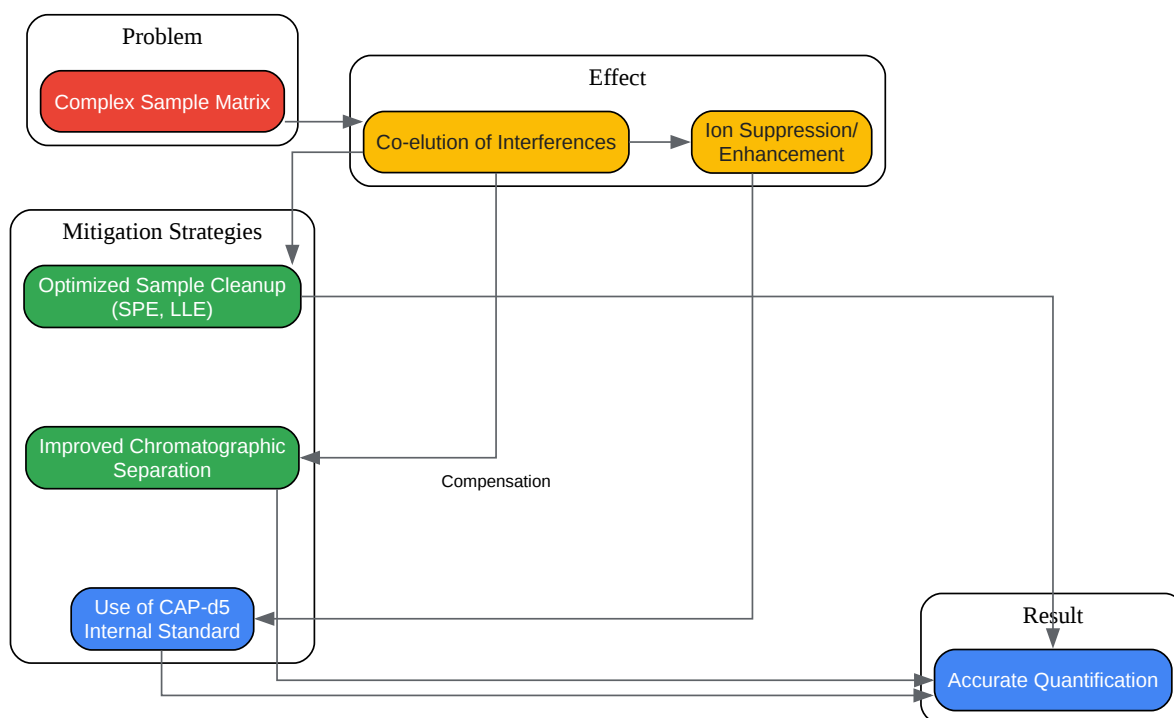 Problem
Complex Sample Matrix
Effect
Co-elution of Interferences
Ion Suppression/
Enhancement
Mitigation Strategies
Optimized Sample Cleanup
(SPE, LLE)
Improved Chromatographic
Separation
Compensation
Use of CAP-d5
Internal Standard
Result
Accurate Quantification